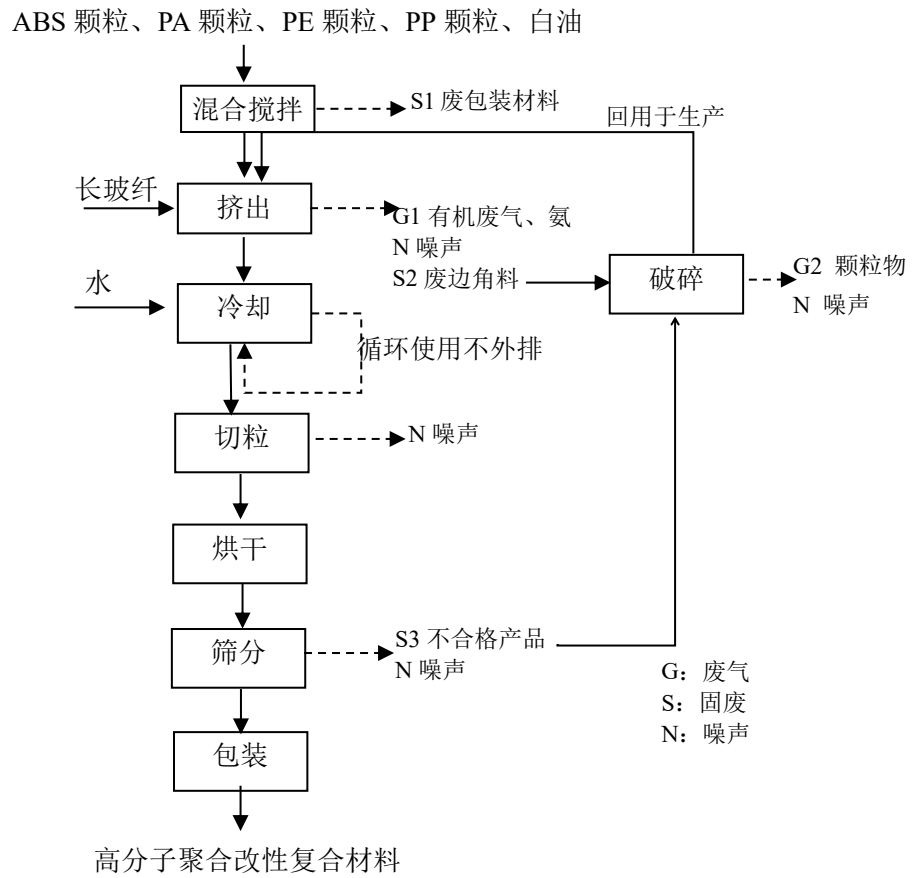 ABS 颗粒、PA 颗粒、PE 颗粒、PP 颗粒、白油
混合搅拌
S1 废包装材料
回用于生产
长玻纤
挤出
G1 有机废气、氨
N 噪声
S2 废边角料
破碎
G2 颗粒物
N 噪声
水
冷却
循环使用不外排
切粒
N 噪声
烘干
筛分
S3 不合格产品
N 噪声
G：废气
S：固废
N：噪声
包装
高分子聚合改性复合材料